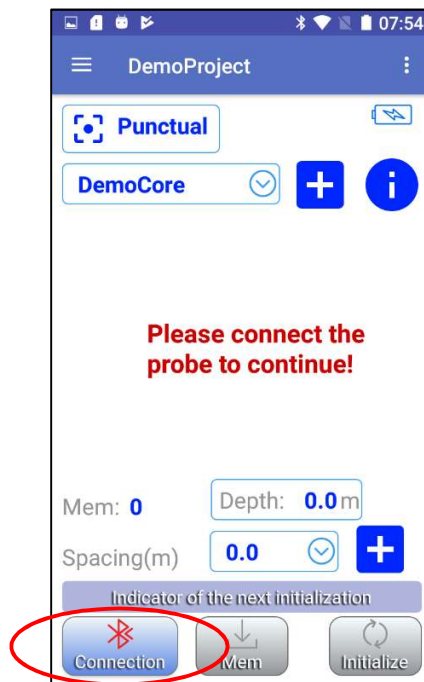 07:54
DemoProject
Punctual
DemoCore
Please connect the
probe to continue!
Mem: 0 Depth: 0.0 m
Spacing(m) 0.0
Indicator of the next initialization
Connection Mem Initialize